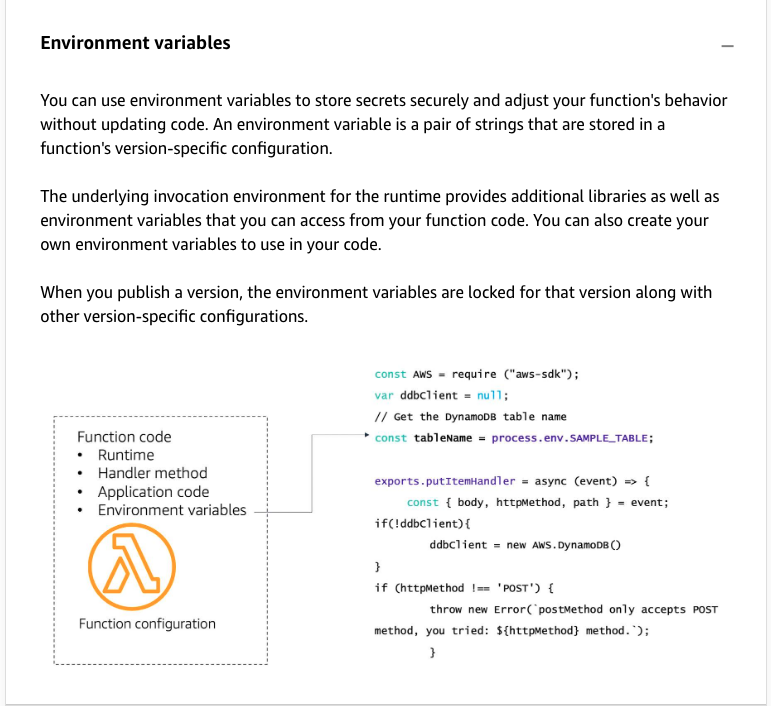 Environment variables
You can use environment variables to store secrets securely and adjust your function's behavior
without updating code. An environment variable is a pair of strings that are stored in a
function's version-specific configuration.
The underlying invocation environment for the runtime provides additional libraries as well as
environment variables that you can access from your function code. You can also create your
own environment variables to use in your code.
When you publish a version, the environment variables are locked for that version along with
other version-specific configurations.
Function code
• Runtime
• Handler method
• Application code
• Environment variables
Function configuration
const AWS = require ("aws-sdk");
var ddbClient = null;
// Get the DynamoDB table name
const tableName = process.env.SAMPLE_TABLE;
exports.putItemHandler = async (event) => {
const { body, httpMethod, path } = event;
if(!ddbClient){
ddbClient = new AWS.DynamoDB()
}
if (httpMethod !== 'POST') {
throw new Error(`postMethod only accepts POST
method, you tried: ${httpMethod} method.`);
}